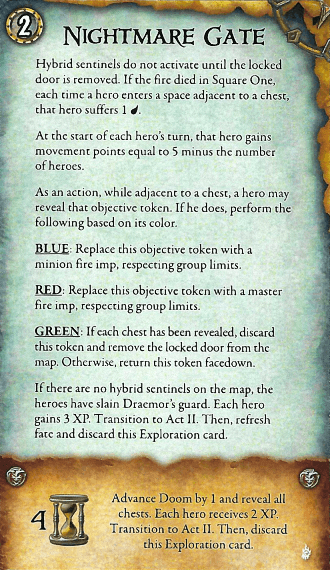 2
NIGHTMARE GATE
Hybrid sentinels do not activate until the locked
door is removed. If the fire died in Square One,
each time a hero enters a space adjacent to a chest,
that hero suffers 1 .
At the start of each hero's turn, that hero gains
movement points equal to 5 minus the number
of heroes.
As an action, while adjacent to a chest, a hero may
reveal that objective token. If he does, perform the
following based on its color.
BLUE: Replace this objective token with a
minion fire imp, respecting group limits.
RED: Replace this objective token with a master
fire imp, respecting group limits.
GREEN: If each chest has been revealed, discard
this token and remove the locked door from the
map. Otherwise, return this token facedown.
If there are no hybrid sentinels on the map, the
heroes have slain Draemor's guard. Each hero
gains 3 XP. Transition to Act II. Then, refresh
fate and discard this Exploration card.
4
Advance Doom by 1 and reveal all
chests. Each hero receives 2 XP.
Transition to Act II. Then, discard
this Exploration card.